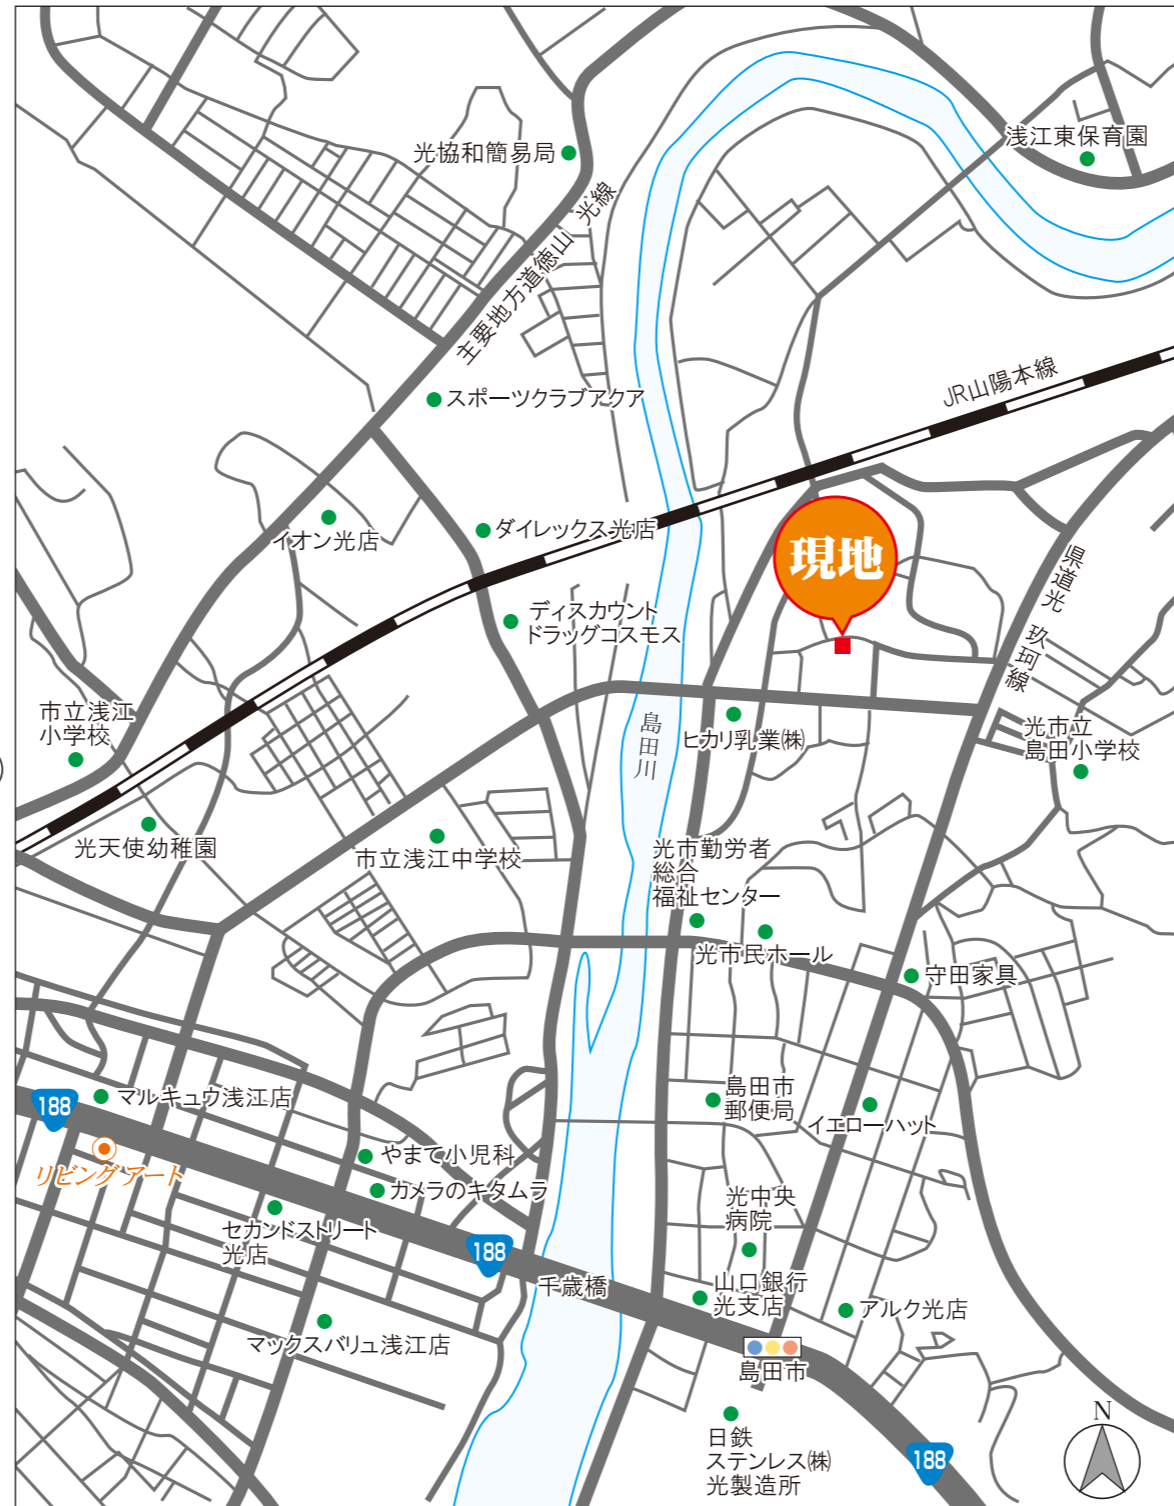 光協和簡易局
浅江東保育園
主要地方道徳山 光線
JR山陽本線
スポーツクラブアクア
イオン光店
ダイレックス光店
現地
県道光 玖珂線
ディスカウント
ドラッグコスモス
市立浅江
小学校
島田川
ヒカリ乳業㈱
光市立
島田小学校
光天使幼稚園
市立浅江中学校
光市勤労者
総合
福祉センター
光市民ホール
守田家具
188
マルキュウ浅江店
島田市
郵便局
イエローハット
リビングアート
やまて小児科
カメラのキタムラ
セカンドストリート
光店
光中央
病院
188
千歳橋
山口銀行
光支店
アルク光店
マックスバリュ浅江店
島田市
日鉄
ステンレス㈱
光製造所
188
N
)